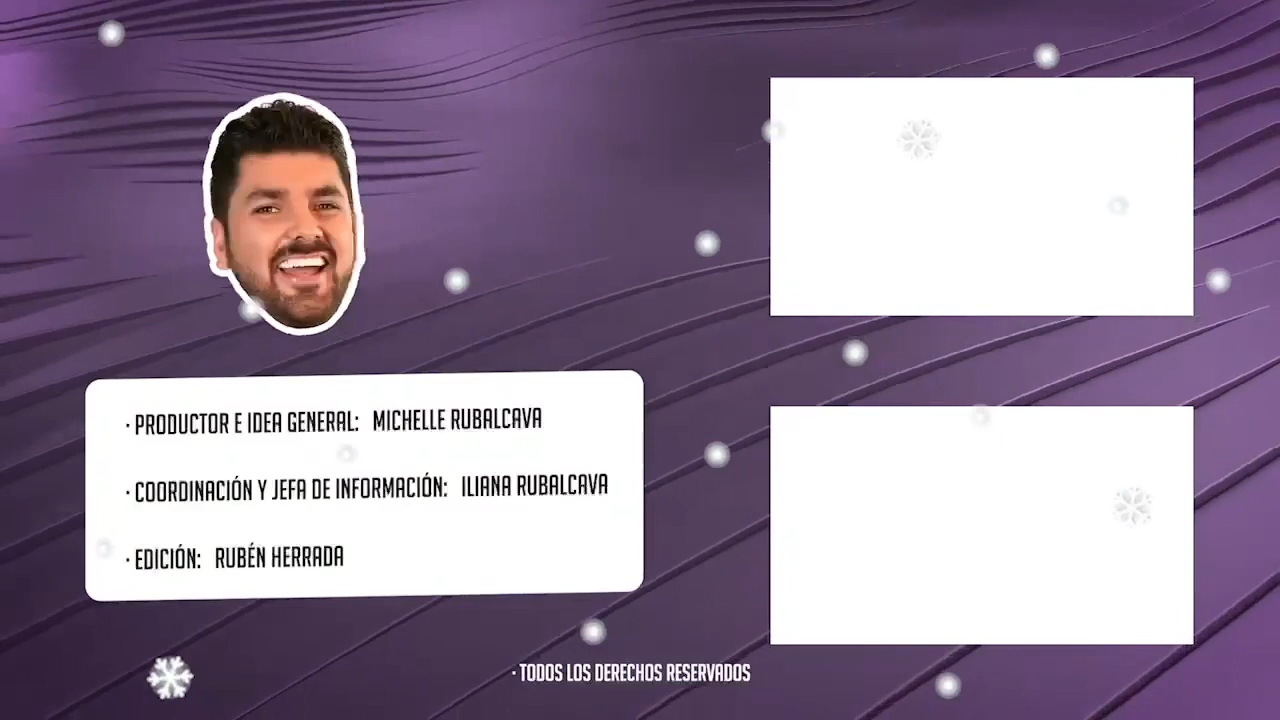 · PRODUCTOR E IDEA GENERAL: MICHELLE RUBALCAVA
· COORDINACIÓN Y JEFA DE INFORMACIÓN: ILIANA RUBALCAVA
· EDICIÓN: RUBÉN HERRADA
· TODOS LOS DERECHOS RESERVADOS